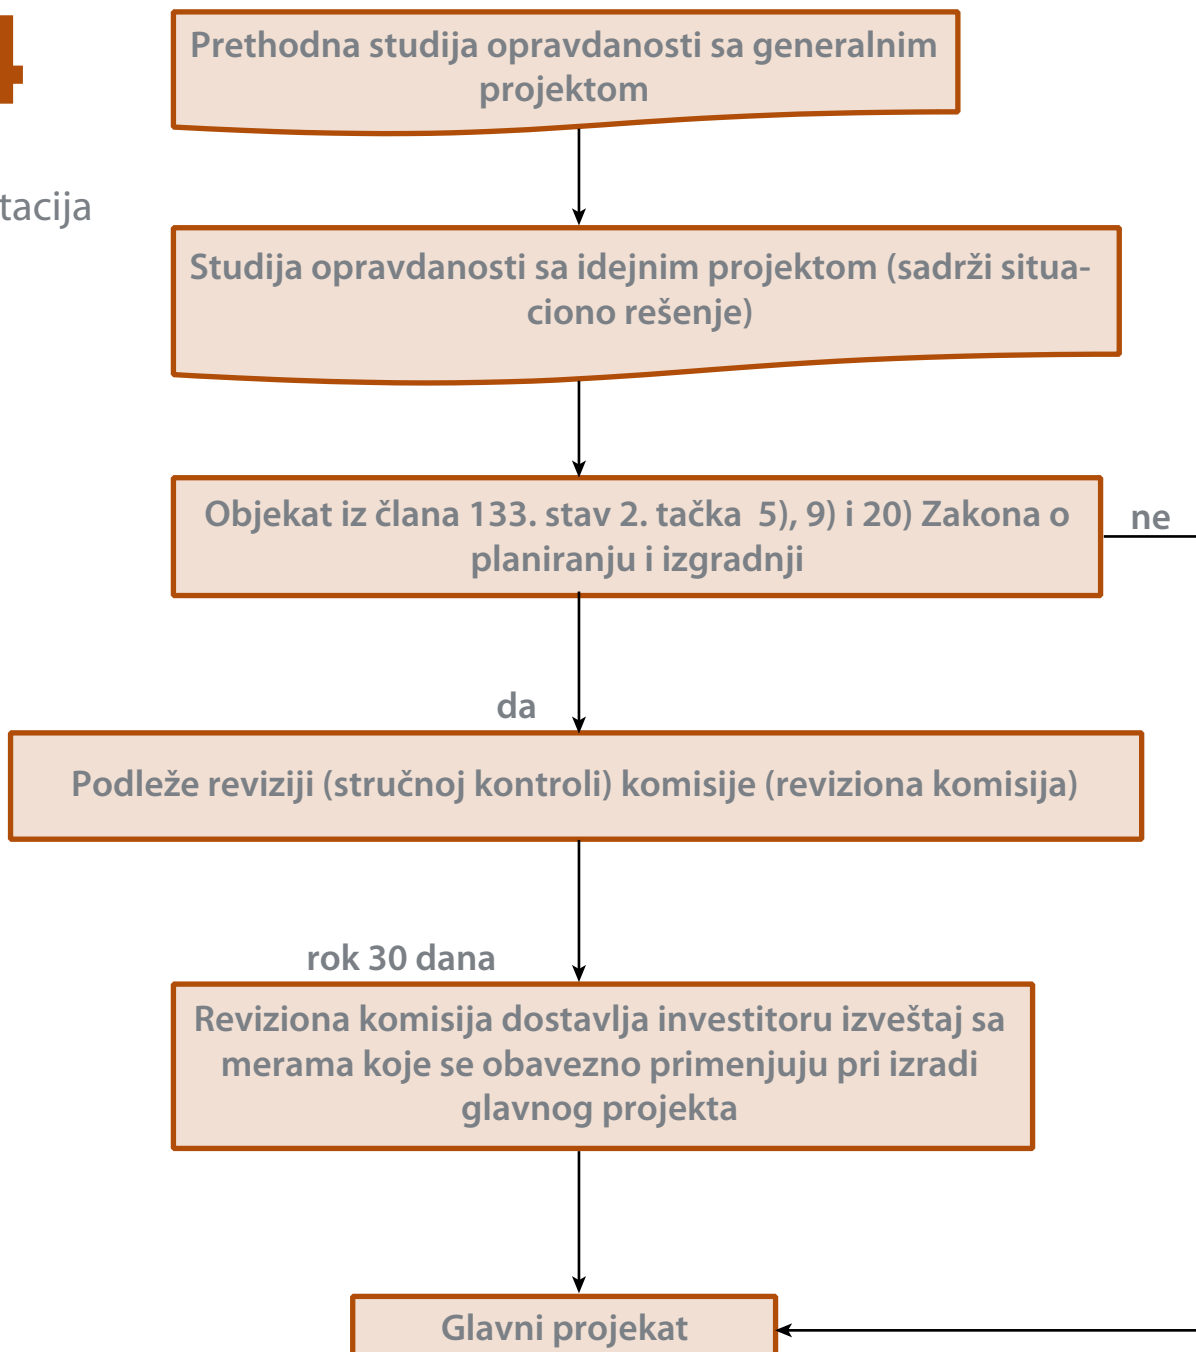 4
tacija
Prethodna studija opravdanosti sa generalnim
projektom
Studija opravdanosti sa idejnim projektom (sadrži situa-
ciono rešenje)
Objekat iz člana 133. stav 2. tačka 5), 9) i 20) Zakona o
planiranju i izgradnji
ne
da
Podleže reviziji (stručnoj kontroli) komisije (reviziona komisija)
rok 30 dana
Reviziona komisija dostavlja investitoru izveštaj sa
merama koje se obavezno primenjuju pri izradi
glavnog projekta
Glavni projekat